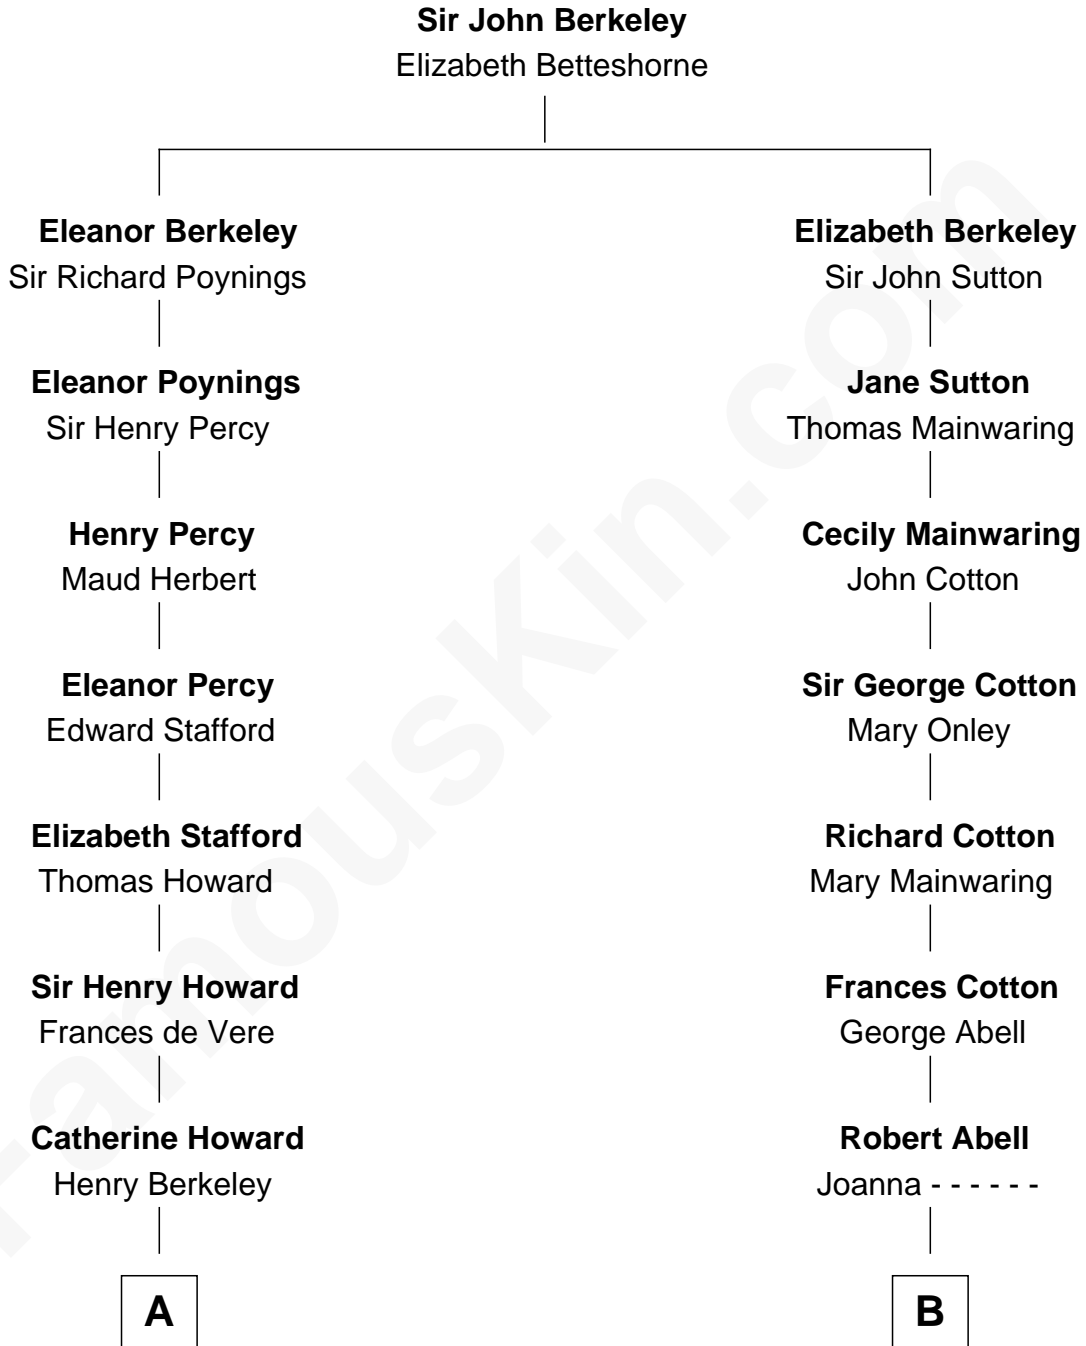 Sir John Berkeley
Elizabeth Betteshorne
Eleanor Berkeley
Sir Richard Poynings
Elizabeth Berkeley
Sir John Sutton
Eleanor Poynings
Sir Henry Percy
Jane Sutton
Thomas Mainwaring
Henry Percy
Maud Herbert
Cecily Mainwaring
John Cotton
Eleanor Percy
Edward Stafford
Sir George Cotton
Mary Onley
Elizabeth Stafford
Thomas Howard
Richard Cotton
Mary Mainwaring
Sir Henry Howard
Frances de Vere
Frances Cotton
George Abell
Catherine Howard
Henry Berkeley
Robert Abell
Joanna - - - - - -
A
B
FamousKin.com